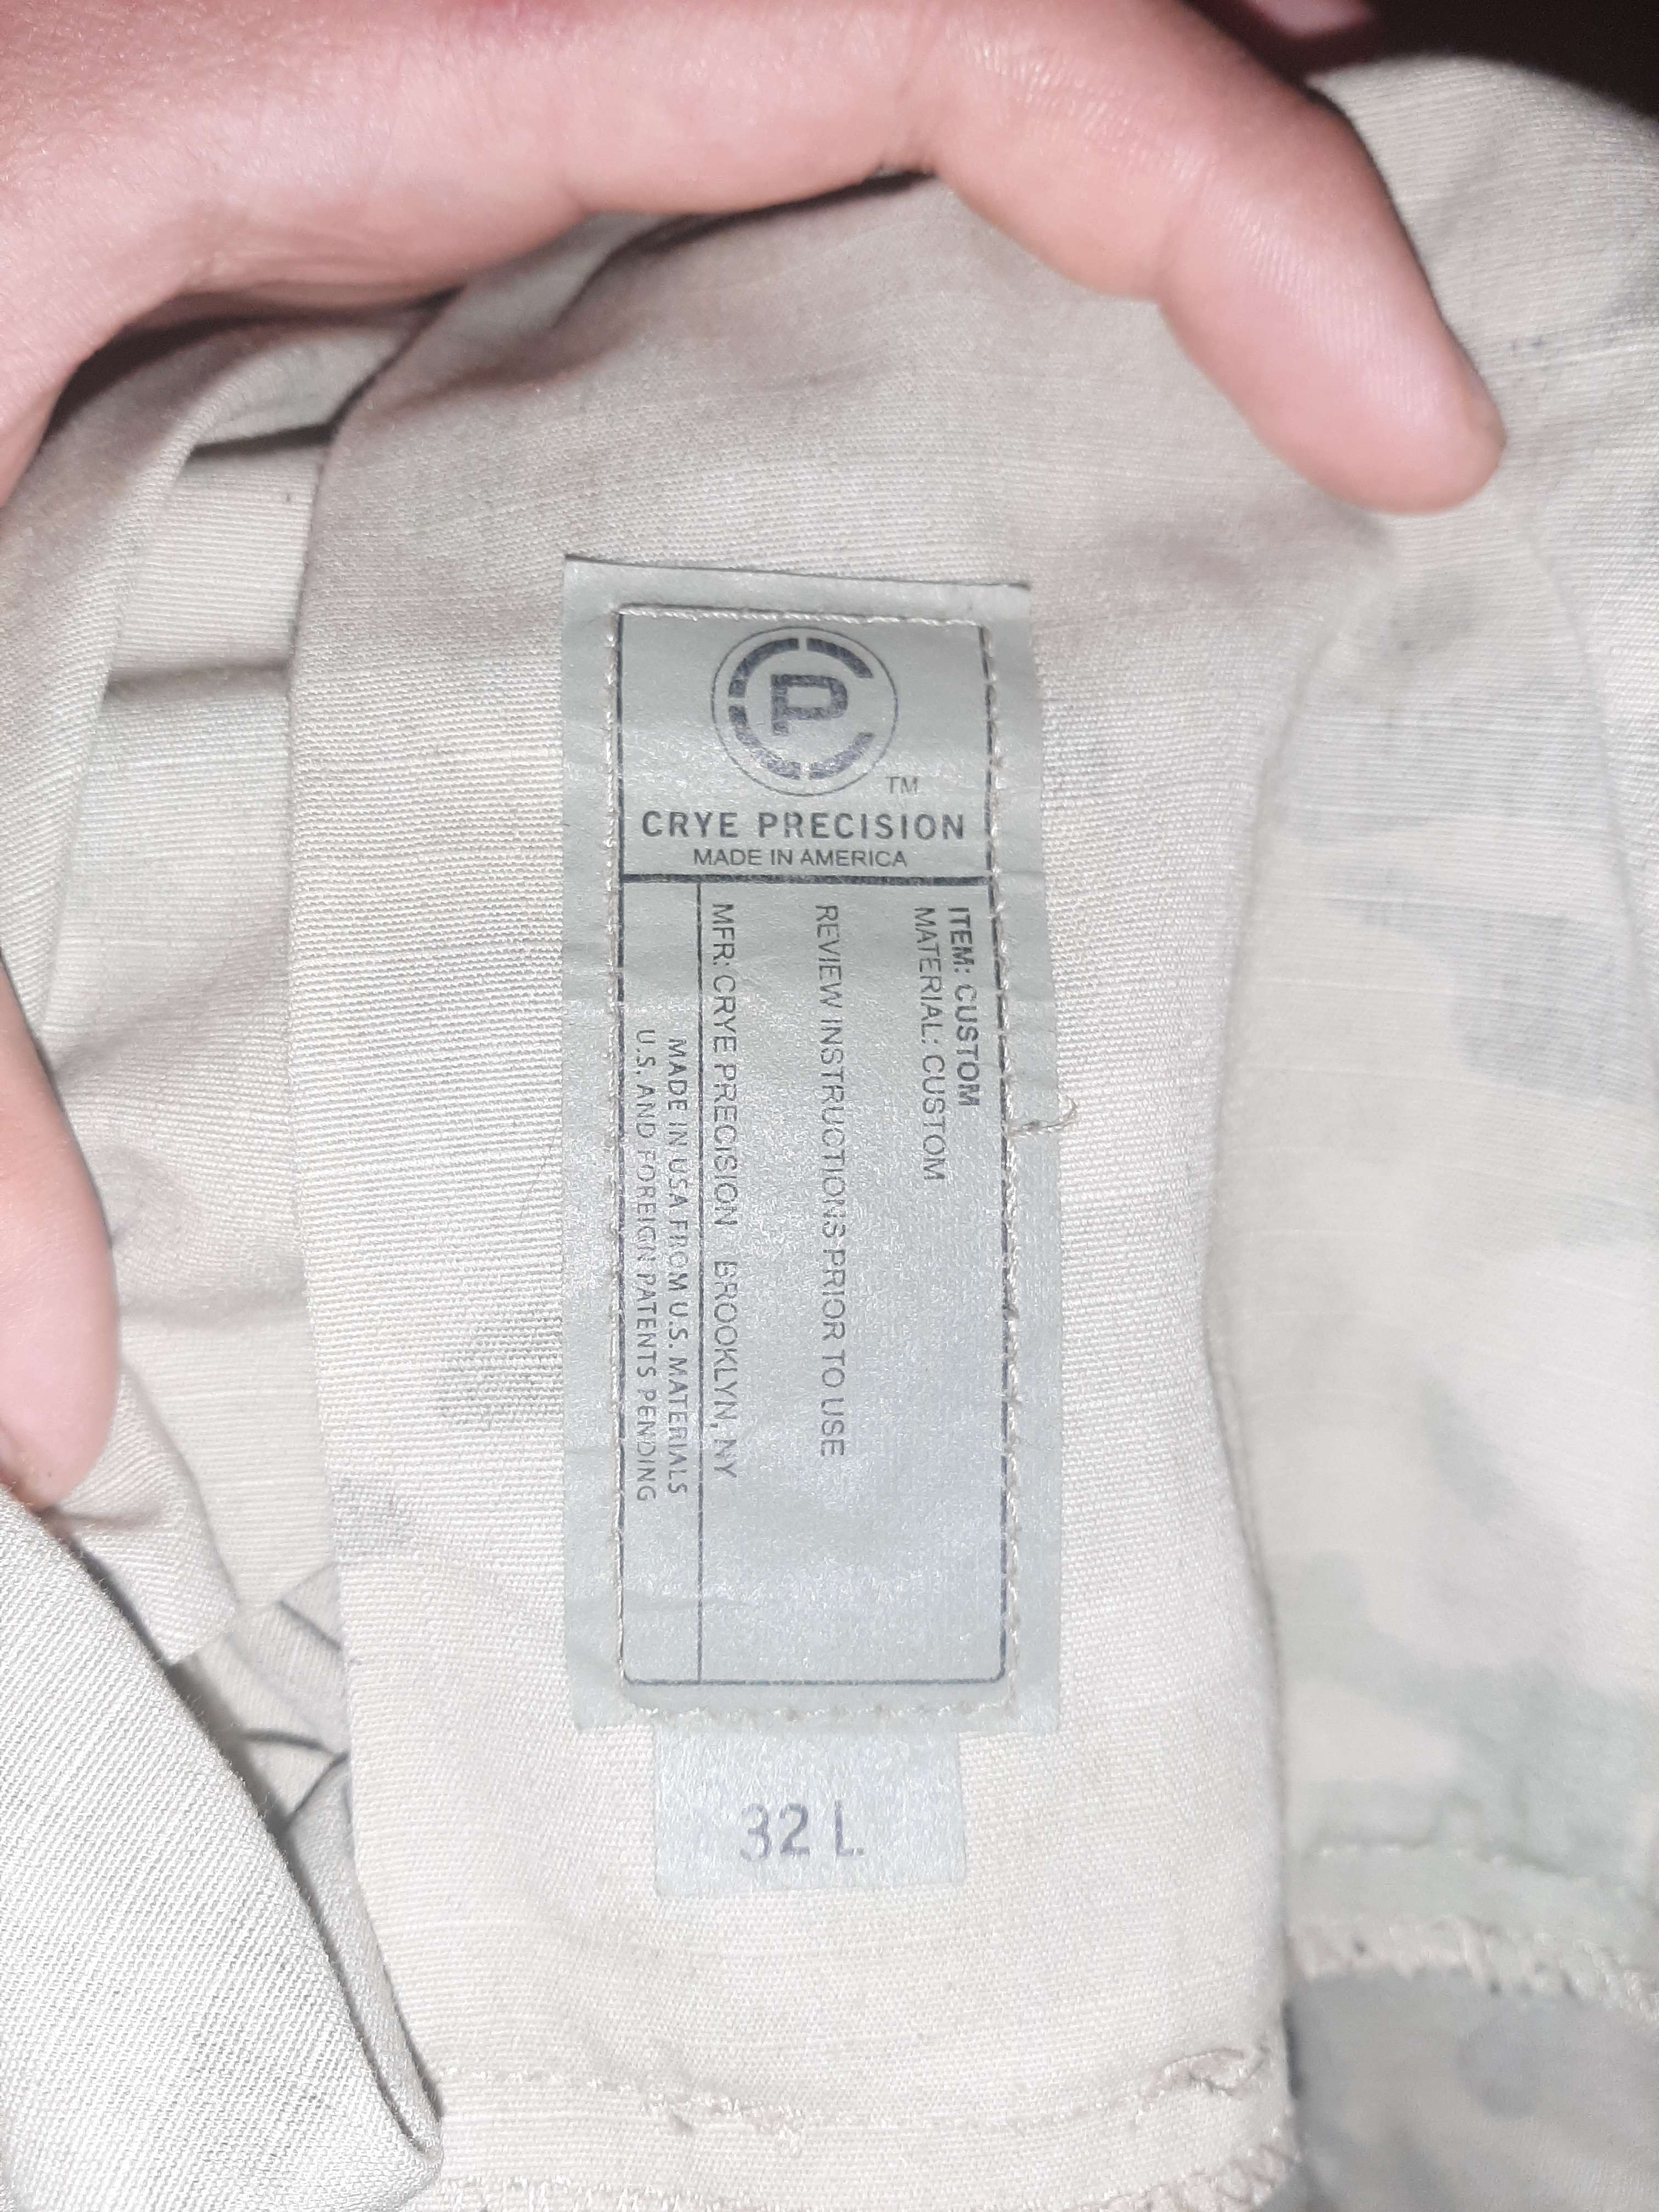 CP
TM
CRYE PRECISION
MADE IN AMERICA
ITEM: CUSTOM
MATERIAL: CUSTOM
REVIEW INSTRUCTIONS PRIOR TO USE
MFR: CRYE PRECISION BROOKLYN, NY
MADE IN USA FROM U.S. MATERIALS
U.S. AND FOREIGN PATENTS PENDING
32 L